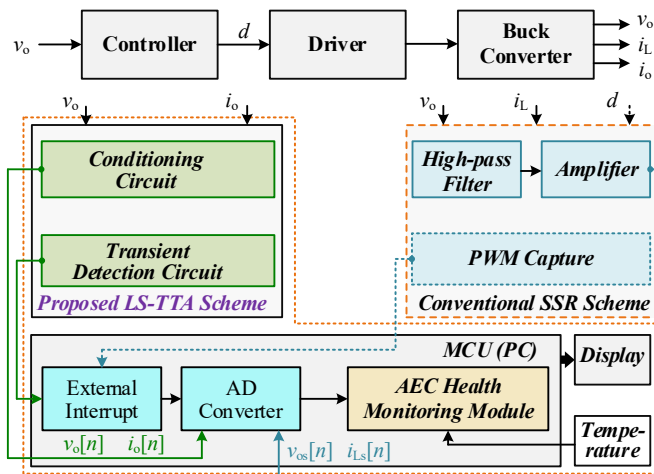 vo
Controller
d
Driver
Buck
Converter
vo
iL
io
vo
io
vo
iL
d
Conditioning
Circuit
High-pass
Filter
Amplifier
Transient
Detection Circuit
PWM Capture
Proposed LS-TTA Scheme
Conventional SSR Scheme
MCU (PC)
Display
External
Interrupt
AD
Converter
AEC Health
Monitoring Module
Tempe-
rature
vo[n] io[n]
vos[n] iLs[n]